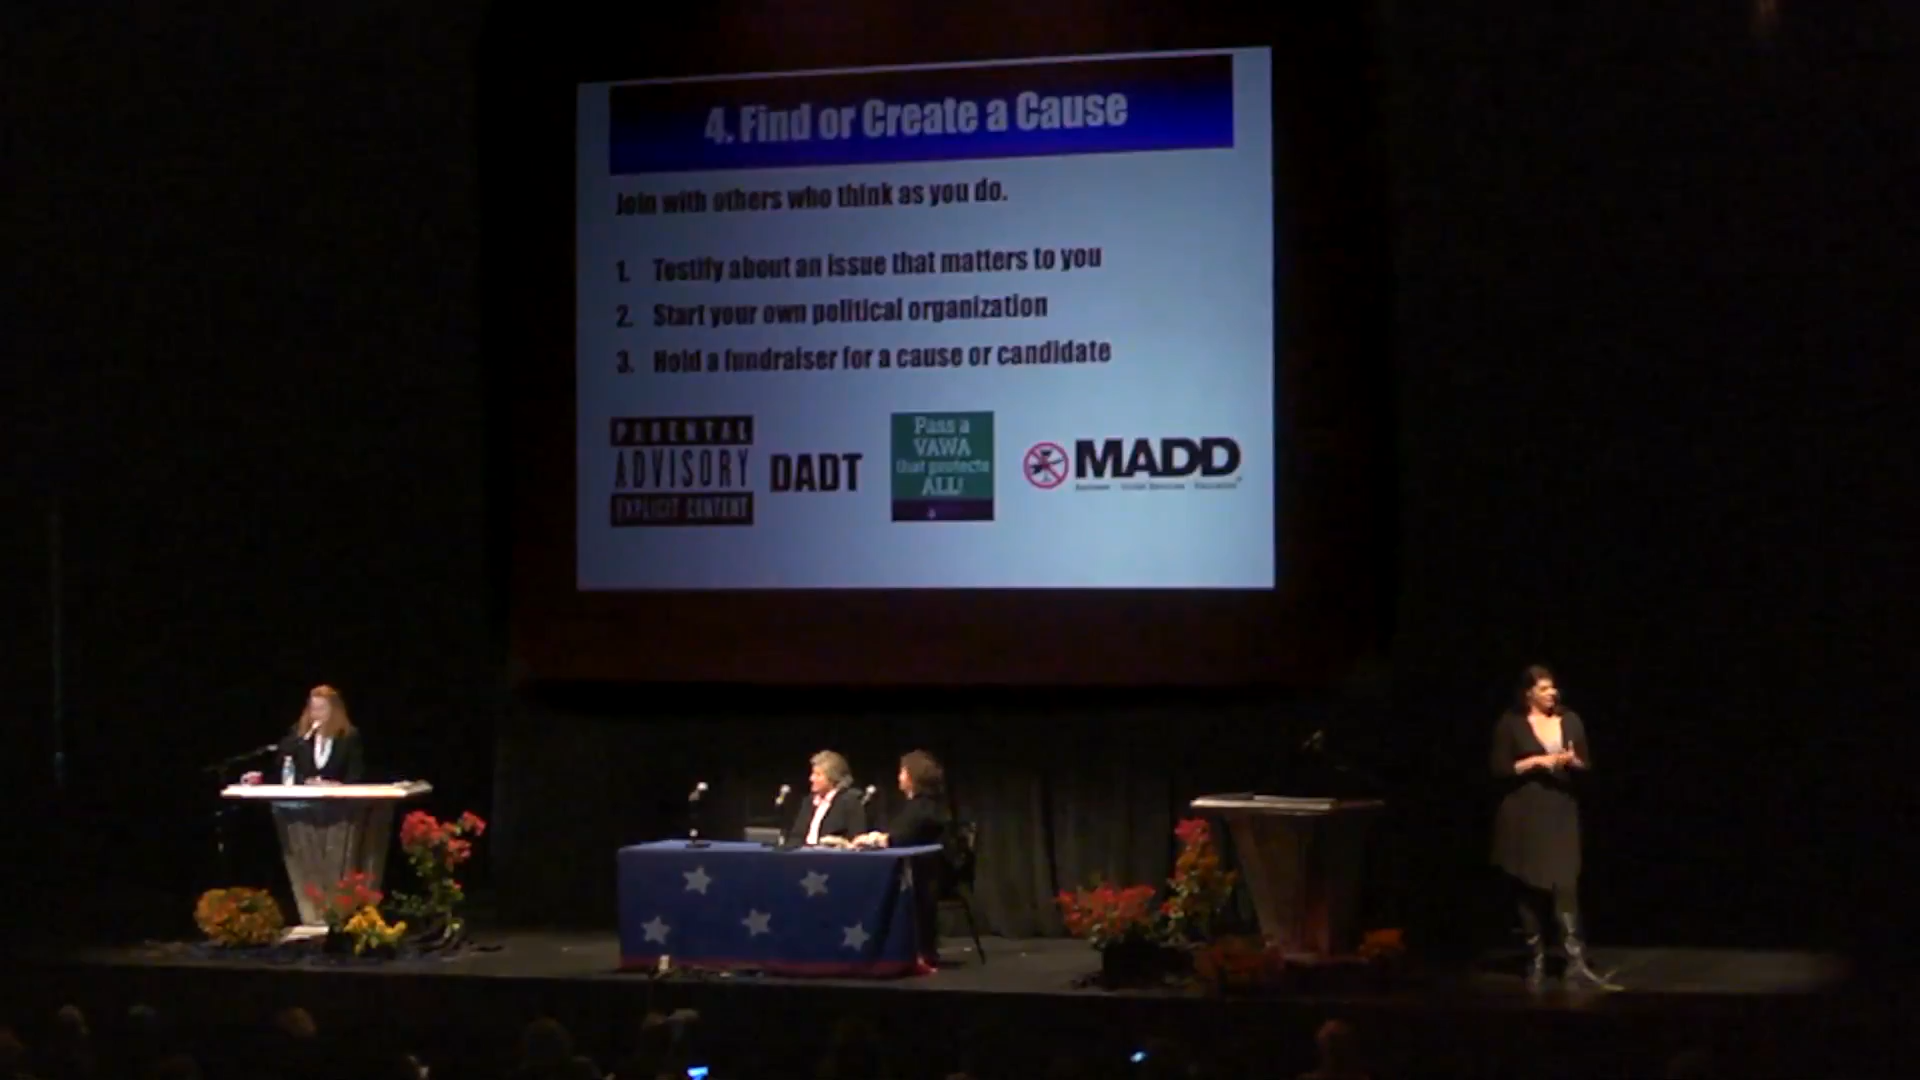 4. Find or Create a Cause
Join with others who think as you do.
1. Testify about an issue that matters to you
2. Start your own political organization
3. Hold a fundraiser for a cause or candidate
PARENTAL
ADVISORY
EXPLICIT CONTENT
DADT
Pass a
VAWA
that protects
ALL!
MADD